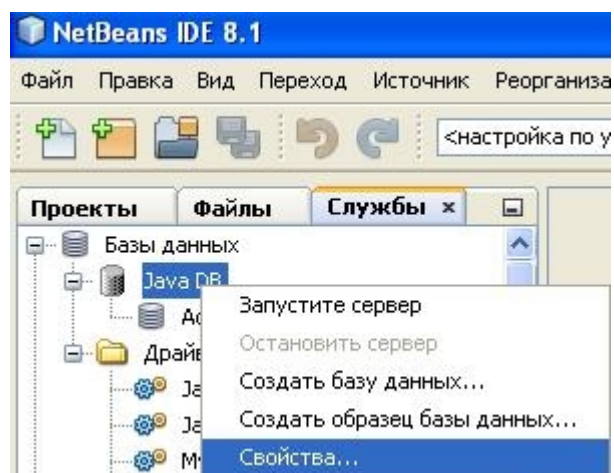 NetBeans IDE 8.1
Файл Правка Вид Переход Источник Реорганиза
<настройка по у
Проекты Файлы Службы ×
Базы данных
Java DB
Запустите сервер
Остановить сервер
Создать базу данных...
Создать образец базы данных...
Свойства...